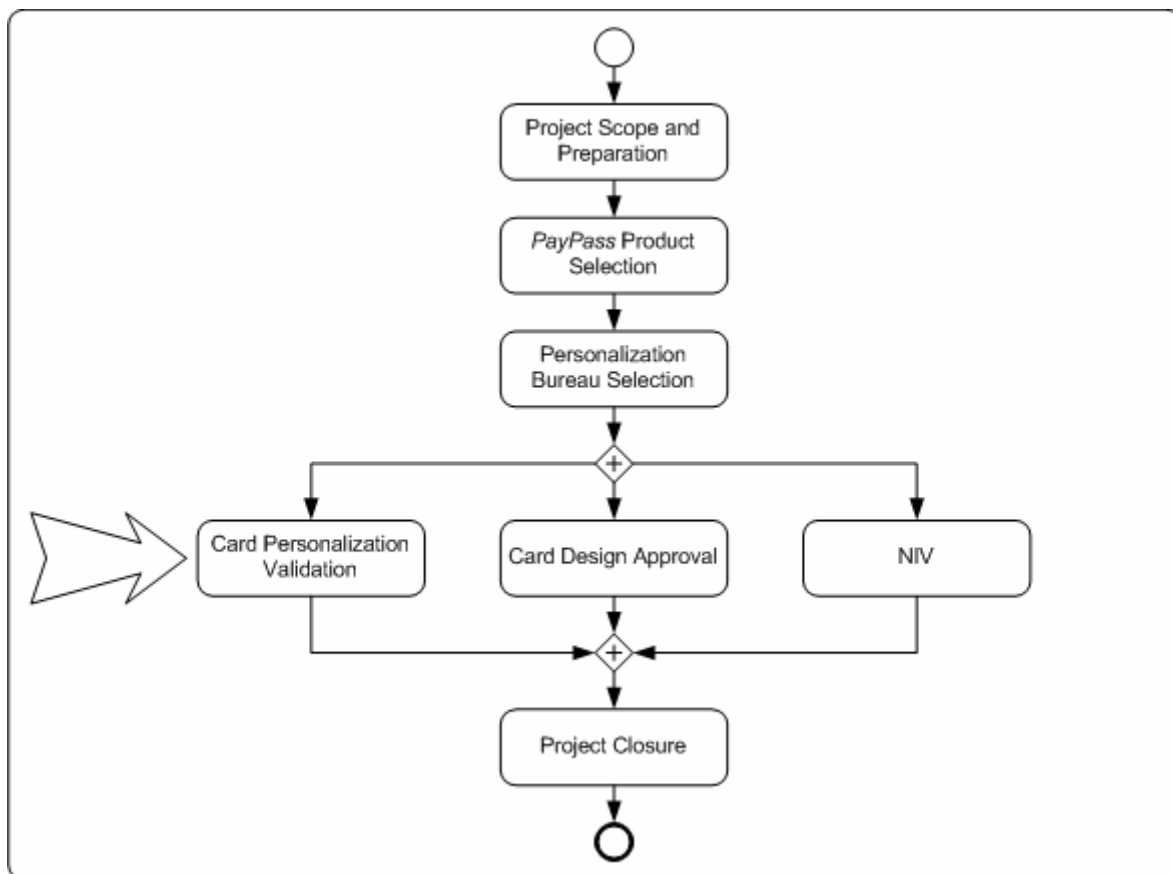 Project Scope and
Preparation
PayPass Product
Selection
Personalization
Bureau Selection
Card Personalization
Validation
Card Design Approval
NIV
Project Closure